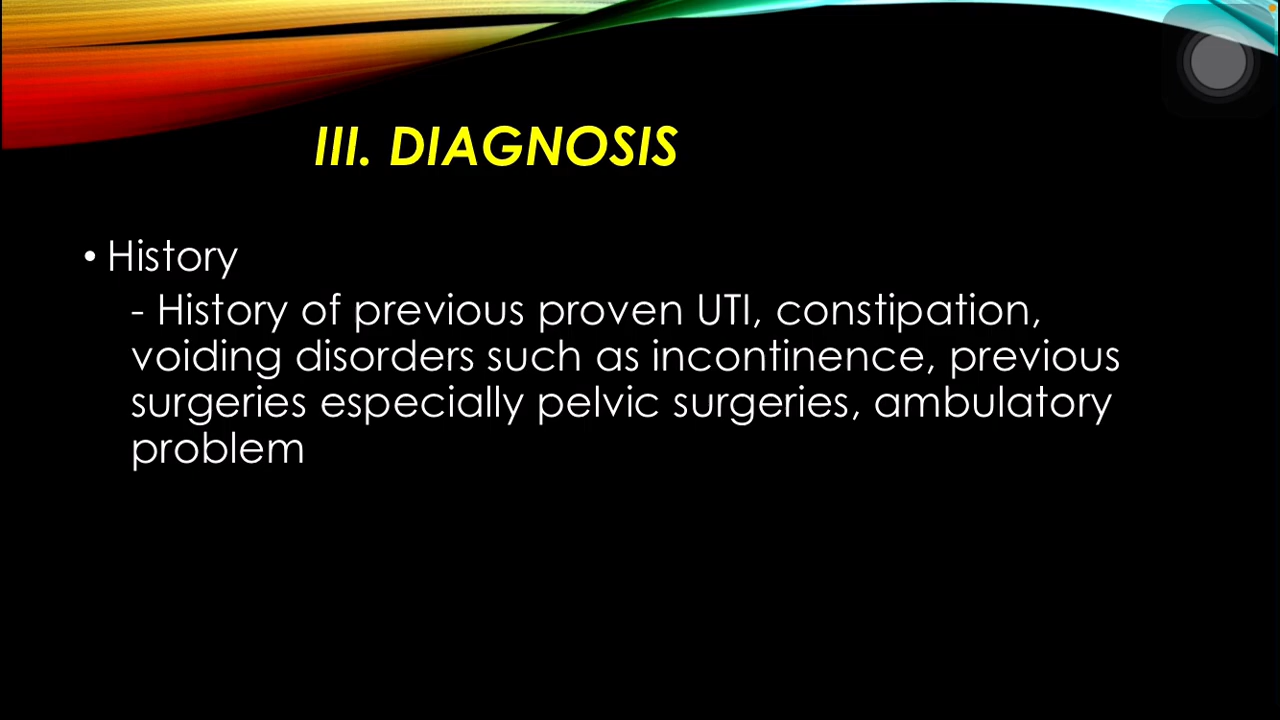 III. DIAGNOSIS
• History
- History of previous proven UTI, constipation,
voiding disorders such as incontinence, previous
surgeries especially pelvic surgeries, ambulatory
problem